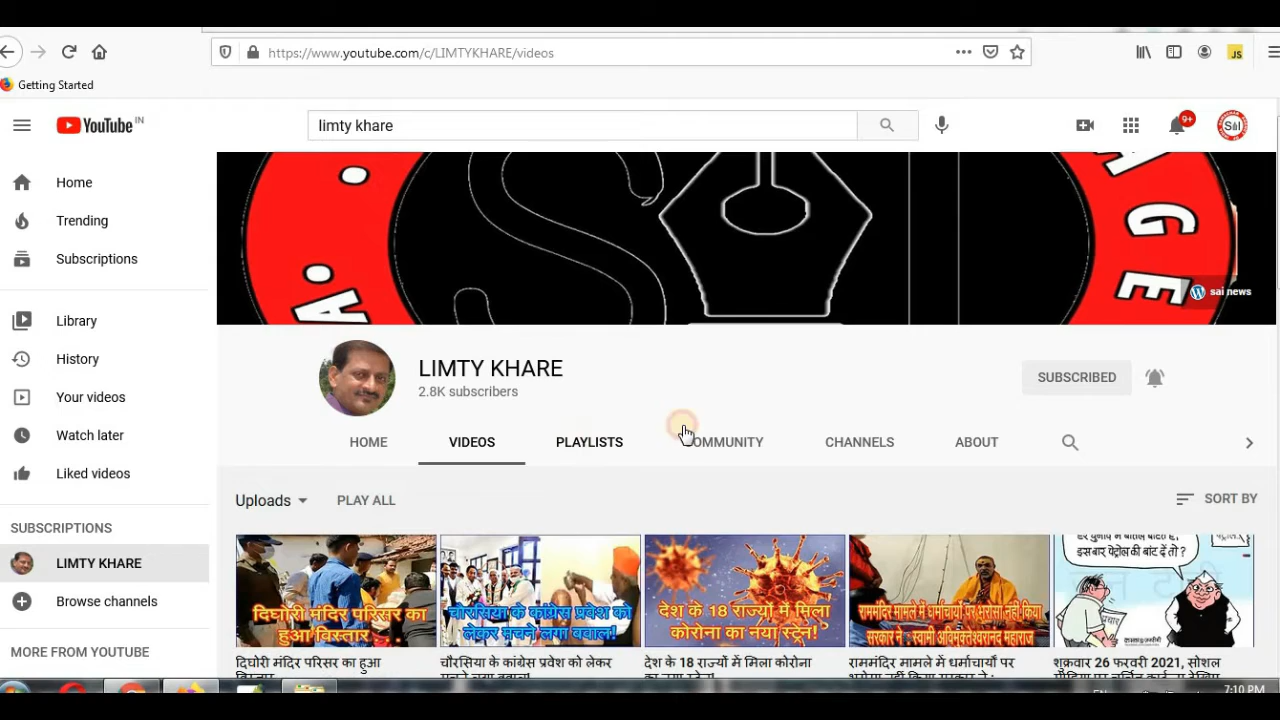 https://www.youtube.com/c/LIMTYKHARE/videos
JS
Getting Started
YouTube IN
limty khare
9+
Home
Trending
Subscriptions
Library
History
Your videos
Watch later
Liked videos
SUBSCRIPTIONS
LIMTY KHARE
Browse channels
MORE FROM YOUTUBE
AGE
A
sai news
LIMTY KHARE
2.8K subscribers
SUBSCRIBED
HOME
VIDEOS
PLAYLISTS
COMMUNITY
CHANNELS
ABOUT
Uploads
PLAY ALL
SORT BY
दिघोरी मंदिर परिसर का
हुआ विस्तार . . .
चौरसिया के कांग्रेस प्रवेश को
लेकर मचने लगा बवाल!
देश के 18 राज्यों में मिला
कोरोना का नया स्ट्रेन!
राममंदिर मामले में धर्माचार्यों पर भरोसा नहीं किया
सरकार ने : स्वामी अविमुक्तेश्वरानंद महाराज
इस बार पेट्रोल की बांट दें तो ?
दिघोरी मंदिर परिसर का हुआ
चौरसिया के कांग्रेस प्रवेश को लेकर
देश के 18 राज्यों में मिला कोरोना
राममंदिर मामले में धर्माचार्यों पर
शुक्रवार 26 फरवरी 2021, सोशल
7:10 PM